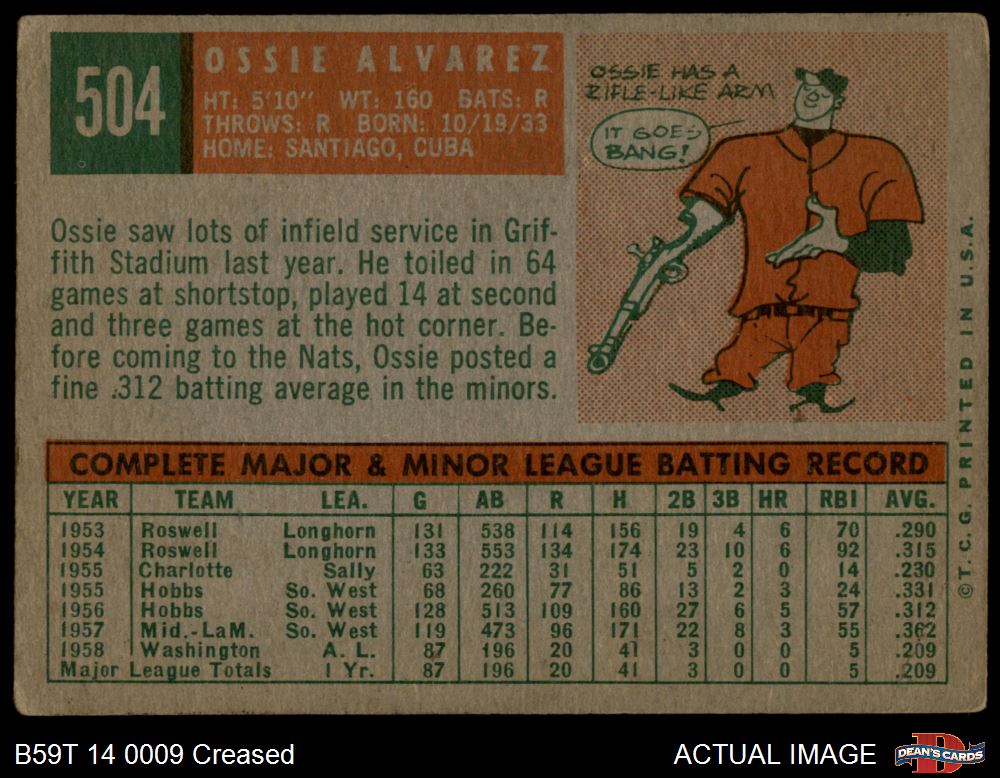 504
OSSIE ALVAREZ
HT: 5'10" WT: 160 BATS: R
THROWS: R BORN: 10/19/33
HOME: SANTIAGO, CUBA
OSSIE HAS A
RIFLE-LIKE ARM
IT GOES
BANG!
Ossie saw lots of infield service in Grif-
fith Stadium last year. He toiled in 64
games at shortstop, played 14 at second
and three games at the hot corner. Be-
fore coming to the Nats, Ossie posted a
fine .312 batting average in the minors.
COMPLETE MAJOR & MINOR LEAGUE BATTING RECORD
YEAR TEAM LEA. G AB R H 2B 3B HR RBI AVG.
1953 Roswell Longhorn 131 538 114 156 19 4 6 70 .290
1954 Roswell Longhorn 133 553 134 174 23 10 6 92 .315
1955 Charlotte Sally 63 222 31 51 5 2 0 14 .230
1955 Hobbs So. West 68 260 77 86 13 2 3 24 .331
1956 Hobbs So. West 128 513 109 160 27 6 5 57 .312
1957 Mid.-LaM. So. West 119 473 96 171 22 8 3 55 .362
1958 Washington A. L. 87 196 20 41 3 0 0 5 .209
Major League Totals 1 Yr. 87 196 20 41 3 0 0 5 .209
© T. C. G. PRINTED IN U.S.A.
B59T 14 0009 Creased
ACTUAL IMAGE
DEAN'S CARDS